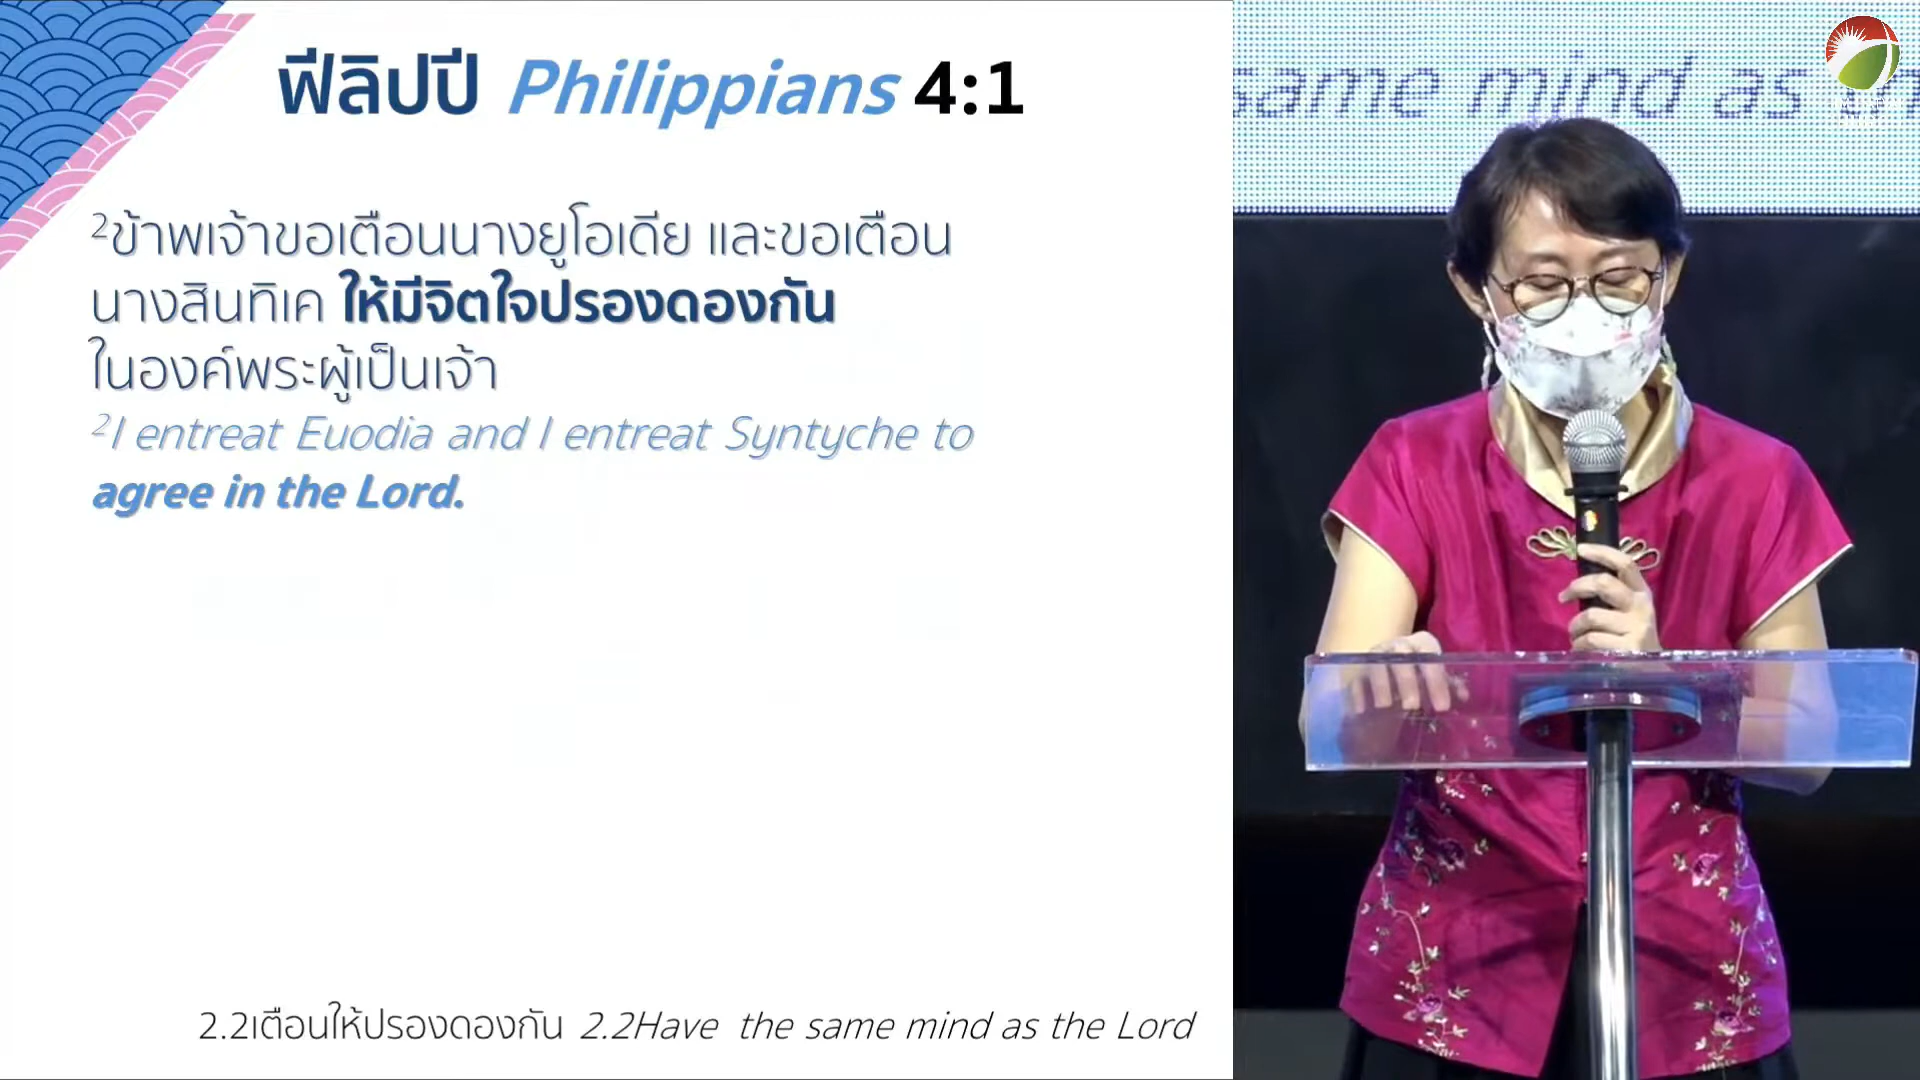 ฟีลิปปี Philippians 4:1
²ข้าพเจ้าขอเตือนนางยูโอเดีย และขอเตือน
นางสินทิเค ให้มีจิตใจปรองดองกัน
ในองค์พระผู้เป็นเจ้า
²I entreat Euodia and I entreat Syntyche to
agree in the Lord.
2.2เตือนให้ปรองดองกัน 2.2Have the same mind as the Lord
same mind as